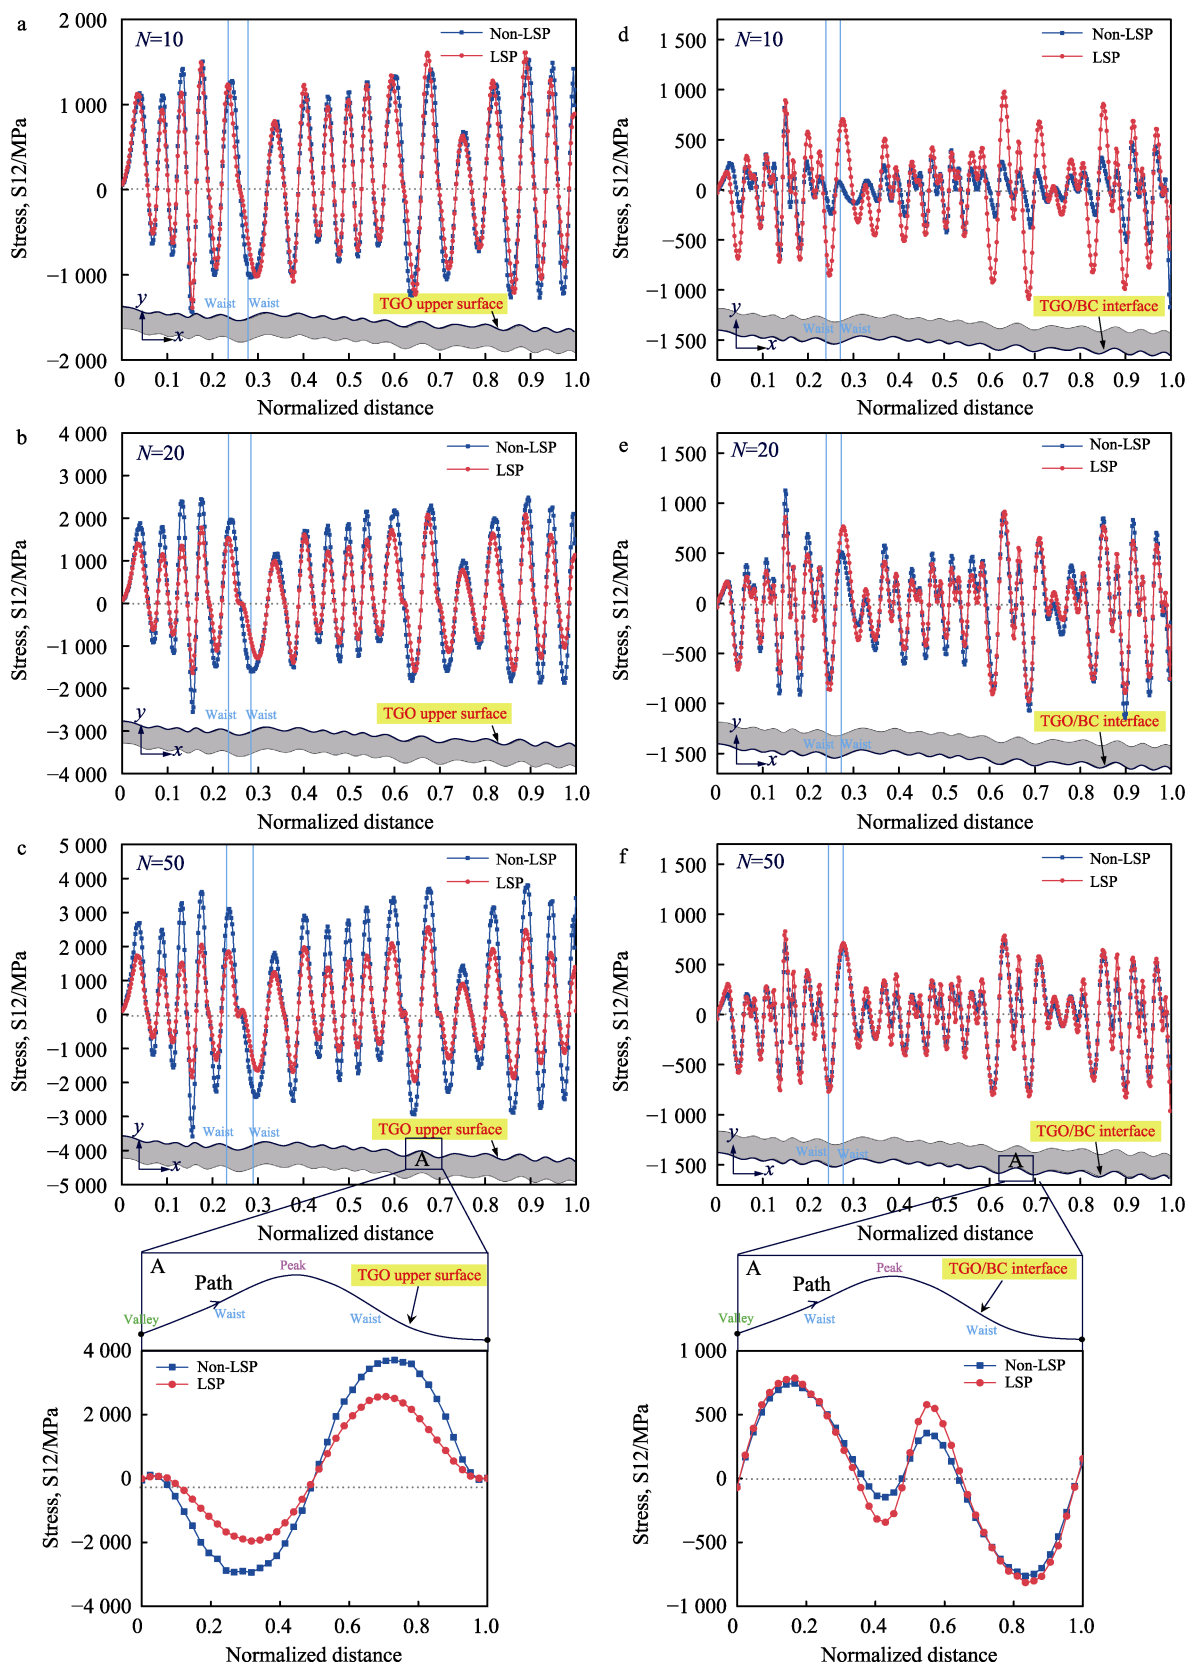 a
N=10
Non-LSP
LSP
2 000
1 000
0
−1 000
−2 000
Stress, S12/MPa
Waist
Waist
TGO upper surface
y
x
0 0.1 0.2 0.3 0.4 0.5 0.6 0.7 0.8 0.9 1.0
Normalized distance
d
N=10
Non-LSP
LSP
1 500
1 000
500
0
−500
−1 000
−1 500
Stress, S12/MPa
Waist
Waist
TGO/BC interface
y
x
0 0.1 0.2 0.3 0.4 0.5 0.6 0.7 0.8 0.9 1.0
Normalized distance
b
N=20
Non-LSP
LSP
4 000
3 000
2 000
1 000
0
−1 000
−2 000
−3 000
−4 000
Stress, S12/MPa
Waist
Waist
TGO upper surface
y
x
0 0.1 0.2 0.3 0.4 0.5 0.6 0.7 0.8 0.9 1.0
Normalized distance
e
N=20
Non-LSP
LSP
1 500
1 000
500
0
−500
−1 000
−1 500
Stress, S12/MPa
Waist
Waist
TGO/BC interface
y
x
0 0.1 0.2 0.3 0.4 0.5 0.6 0.7 0.8 0.9 1.0
Normalized distance
c
N=50
Non-LSP
LSP
5 000
4 000
3 000
2 000
1 000
0
−1 000
−2 000
−3 000
−4 000
−5 000
Stress, S12/MPa
Waist
Waist
TGO upper surface
y
x
A
0 0.1 0.2 0.3 0.4 0.5 0.6 0.7 0.8 0.9 1.0
Normalized distance
f
N=50
Non-LSP
LSP
1 500
1 000
500
0
−500
−1 000
−1 500
Stress, S12/MPa
Waist
Waist
TGO/BC interface
y
x
A
0 0.1 0.2 0.3 0.4 0.5 0.6 0.7 0.8 0.9 1.0
Normalized distance
A
Peak
Path
TGO upper surface
Valley
Waist
Waist
Non-LSP
LSP
4 000
2 000
0
−2 000
−4 000
Stress, S12/MPa
0 0.2 0.4 0.6 0.8 1.0
Normalized distance
A
Peak
Path
TGO/BC interface
Valley
Waist
Waist
Non-LSP
LSP
1 000
500
0
−500
−1 000
Stress, S12/MPa
0 0.2 0.4 0.6 0.8 1.0
Normalized distance